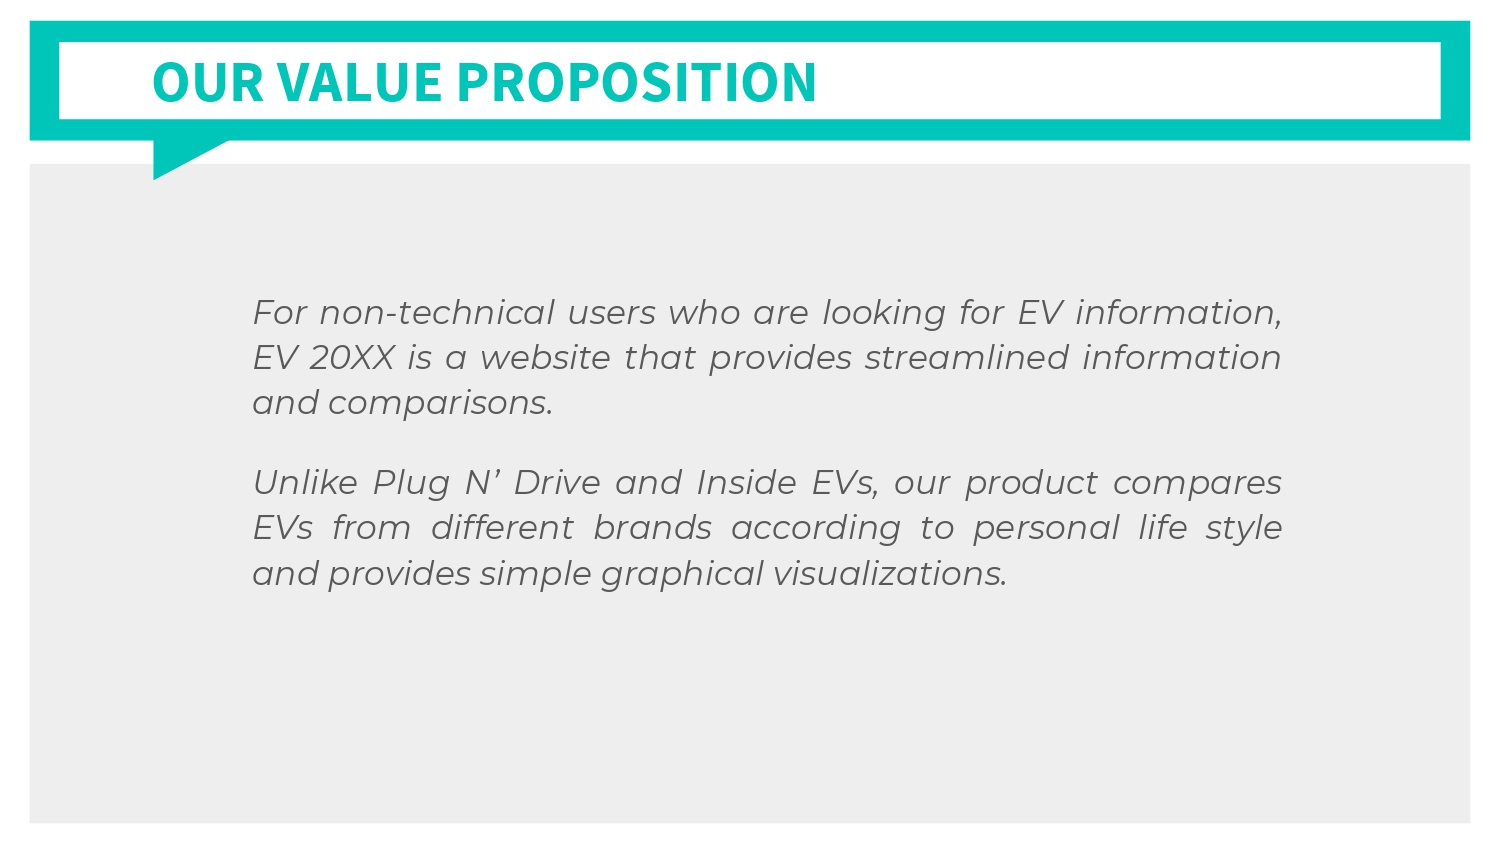 OUR VALUE PROPOSITION
For non-technical users who are looking for EV information,
EV 20XX is a website that provides streamlined information
and comparisons.
Unlike Plug N’ Drive and Inside EVs, our product compares
EVs from different brands according to personal life style
and provides simple graphical visualizations.